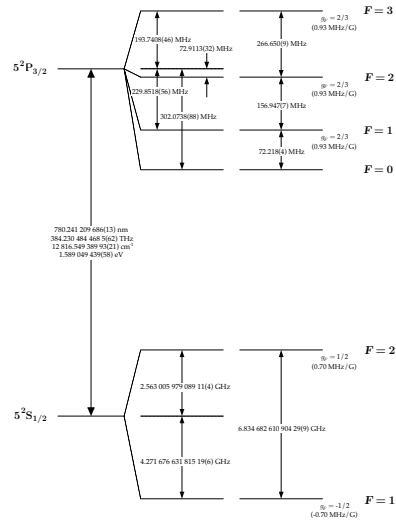 F = 3
g_F = 2/3
(0.93 MHz/G)
193.7408(46) MHz
72.9113(32) MHz
266.650(9) MHz
5²P₃/₂
F = 2
g_F = 2/3
(0.93 MHz/G)
229.8518(56) MHz
302.0738(88) MHz
156.947(7) MHz
F = 1
g_F = 2/3
(0.93 MHz/G)
72.218(4) MHz
F = 0
780.241 209 686(13) nm
384.230 484 468 5(62) THz
12 816.549 389 93(21) cm⁻¹
1.589 049 439(58) eV
F = 2
g_F = 1/2
(0.70 MHz/G)
2.563 005 979 089 11(4) GHz
5²S₁/₂
6.834 682 610 904 29(9) GHz
4.271 676 631 815 19(6) GHz
F = 1
g_F = -1/2
(-0.70 MHz/G)